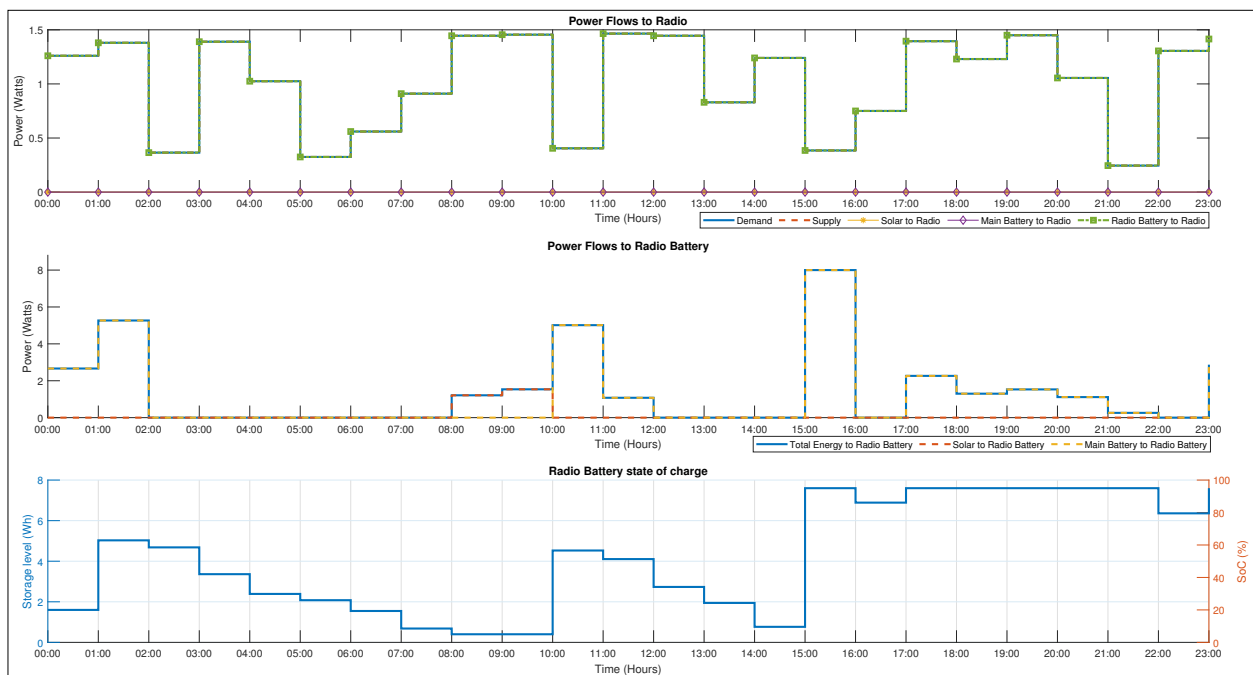 Power Flows to Radio
1.5
1
0.5
0
Power (Watts)
00:00 01:00 02:00 03:00 04:00 05:00 06:00 07:00 08:00 09:00 10:00 11:00 12:00 13:00 14:00 15:00 16:00 17:00 18:00 19:00 20:00 21:00 22:00 23:00
Time (Hours)
Demand Supply Solar to Radio Main Battery to Radio Radio Battery to Radio
Power Flows to Radio Battery
8
6
4
2
0
Power (Watts)
00:00 01:00 02:00 03:00 04:00 05:00 06:00 07:00 08:00 09:00 10:00 11:00 12:00 13:00 14:00 15:00 16:00 17:00 18:00 19:00 20:00 21:00 22:00 23:00
Time (Hours)
Total Energy to Radio Battery Solar to Radio Battery Main Battery to Radio Battery
Radio Battery state of charge
8
6
4
2
0
Storage level (Wh)
100
80
60
40
20
0
SoC (%)
00:00 01:00 02:00 03:00 04:00 05:00 06:00 07:00 08:00 09:00 10:00 11:00 12:00 13:00 14:00 15:00 16:00 17:00 18:00 19:00 20:00 21:00 22:00 23:00
Time (Hours)